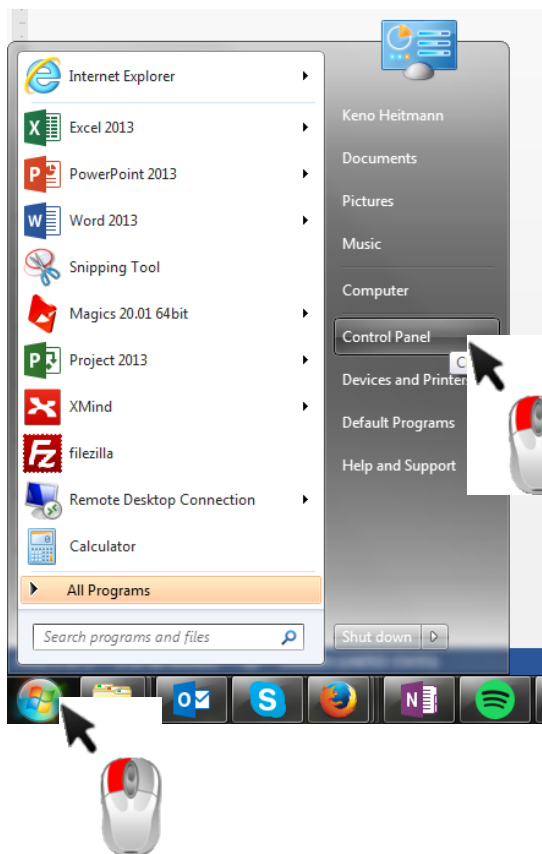 Internet Explorer
Excel 2013
PowerPoint 2013
Word 2013
Snipping Tool
Magics 20.01 64bit
Project 2013
XMind
filezilla
Remote Desktop Connection
Calculator
All Programs
Search programs and files
Keno Heitmann
Documents
Pictures
Music
Computer
Control Panel
C
Devices and Printer
Default Programs
Help and Support
Shut down